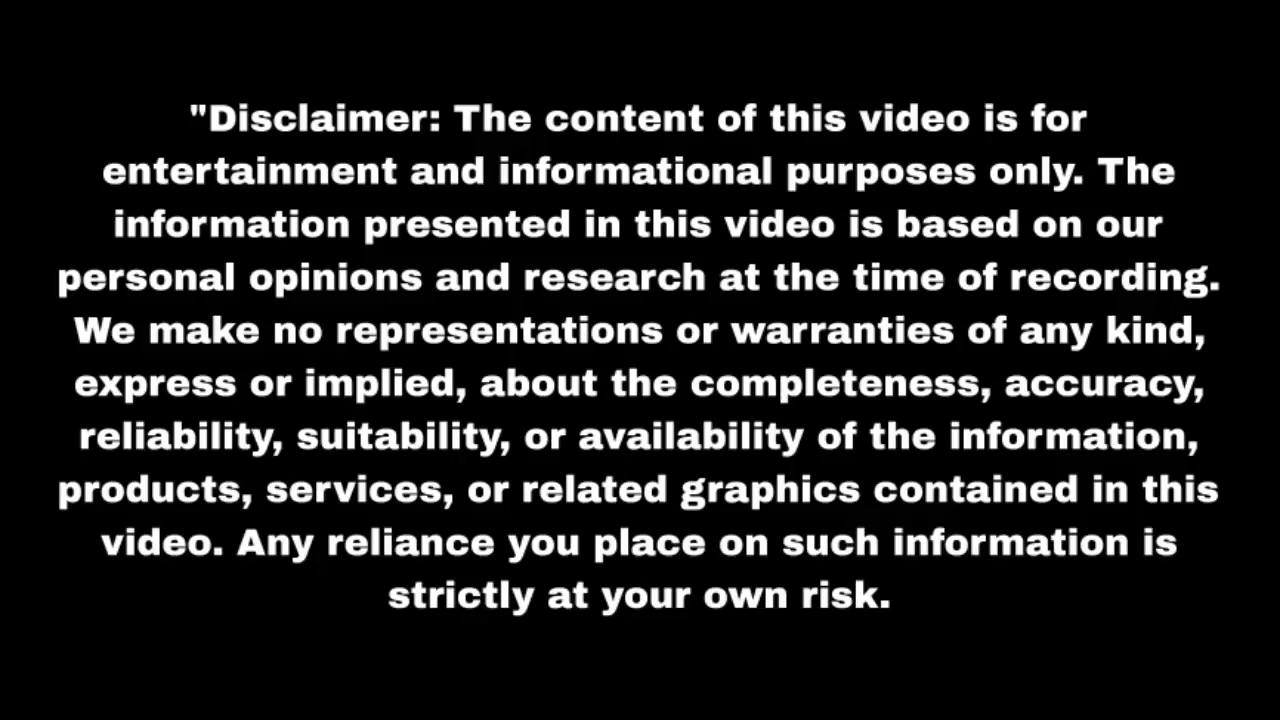 "Disclaimer: The content of this video is for
entertainment and informational purposes only. The
information presented in this video is based on our
personal opinions and research at the time of recording.
We make no representations or warranties of any kind,
express or implied, about the completeness, accuracy,
reliability, suitability, or availability of the information,
products, services, or related graphics contained in this
video. Any reliance you place on such information is
strictly at your own risk.